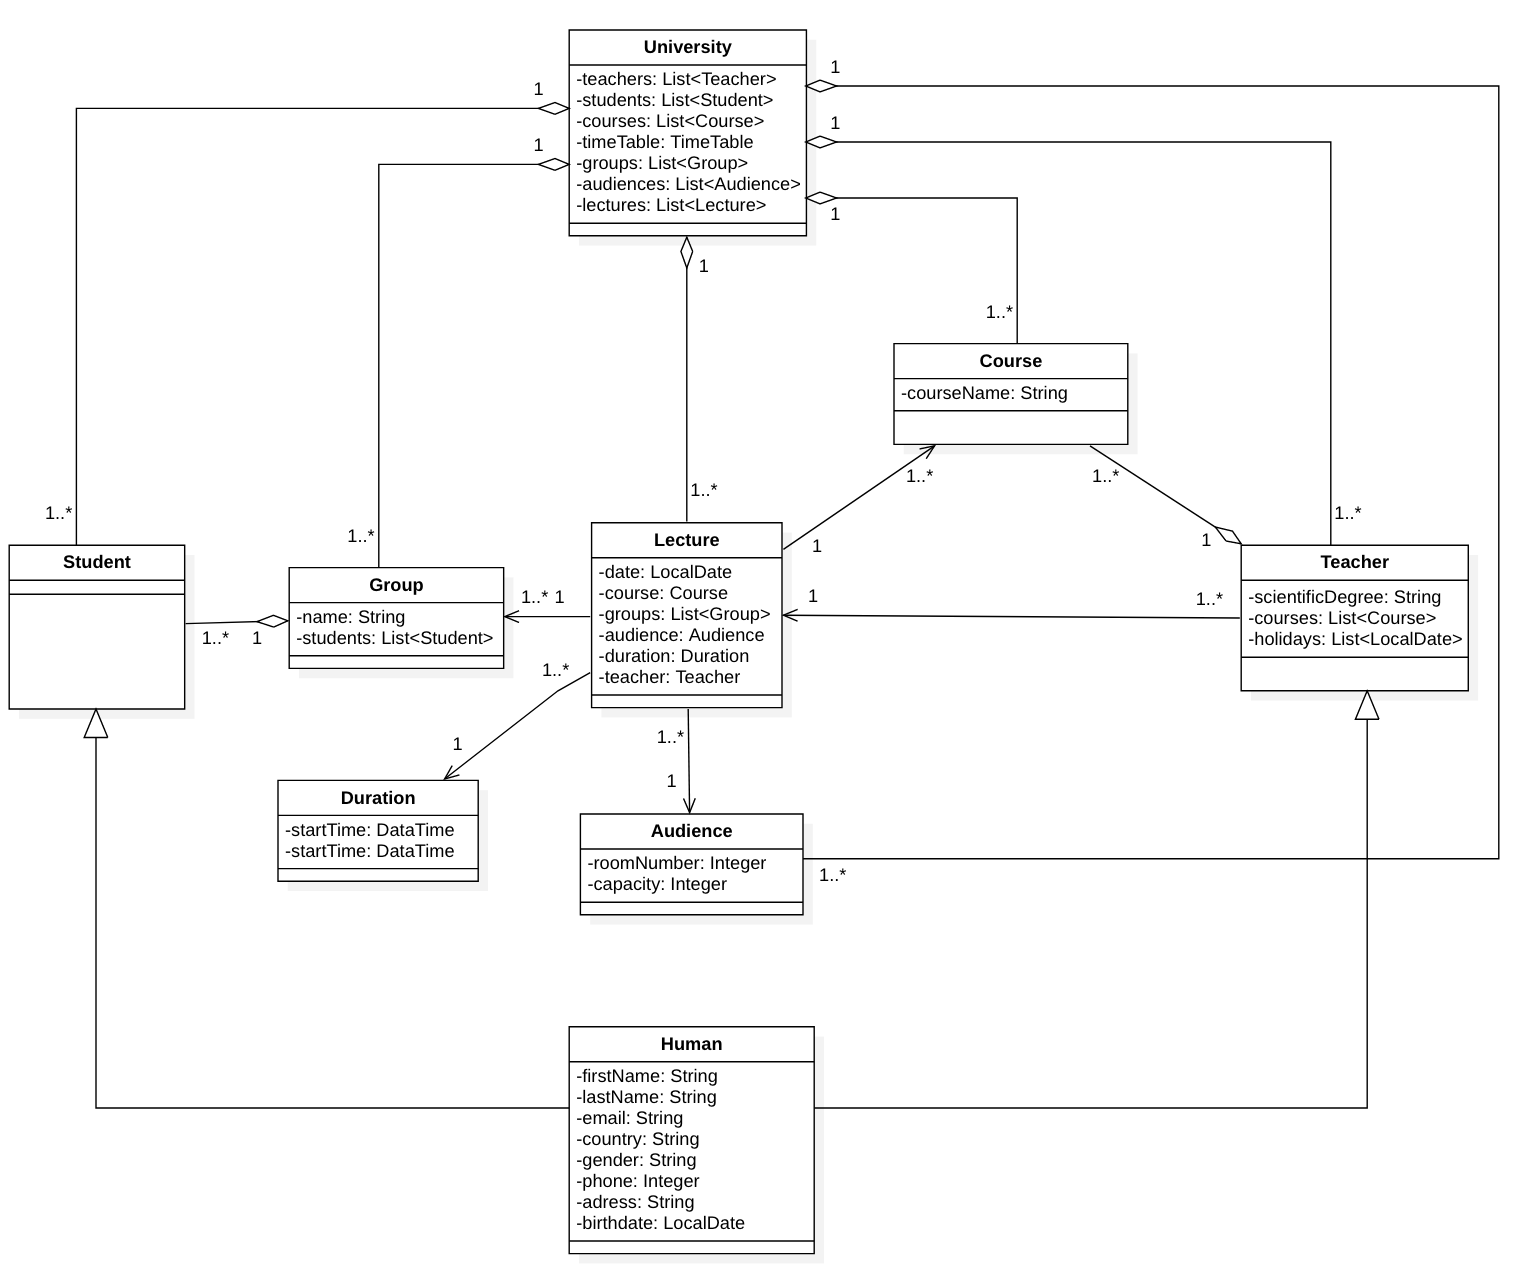 University
-teachers: List<Teacher>
-students: List<Student>
-courses: List<Course>
-timeTable: TimeTable
-groups: List<Group>
-audiences: List<Audience>
-lectures: List<Lecture>
1
1
1
1
1
1
1..*
1..*
1..*
1..*
1..*
1..*
Course
-courseName: String
1..*
1..*
1
1
Student
Group
-name: String
-students: List<Student>
1..*
1
1..* 1
Lecture
-date: LocalDate
-course: Course
-groups: List<Group>
-audience: Audience
-duration: Duration
-teacher: Teacher
1
1..*
Teacher
-scientificDegree: String
-courses: List<Course>
-holidays: List<LocalDate>
1..*
1
1..*
1
Duration
-startTime: DataTime
-startTime: DataTime
Audience
-roomNumber: Integer
-capacity: Integer
Human
-firstName: String
-lastName: String
-email: String
-country: String
-gender: String
-phone: Integer
-adress: String
-birthdate: LocalDate